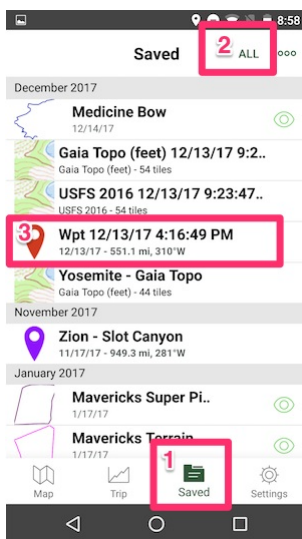 8:58
Saved
2
ALL
December 2017
Medicine Bow
12/14/17
Gaia Topo (feet) 12/13/17 9:2..
Gaia Topo (feet) - 54 tiles
USFS 2016 12/13/17 9:23:47..
USFS 2016 - 54 tiles
3
Wpt 12/13/17 4:16:49 PM
12/13/17 - 551.1 mi, 310°W
Yosemite - Gaia Topo
Gaia Topo (feet) - 44 tiles
November 2017
Zion - Slot Canyon
11/17/17 - 949.3 mi, 281°W
January 2017
Mavericks Super Pi..
1/17/17
Mavericks Terrain
1/17/17
1
Map
Trip
Saved
Settings